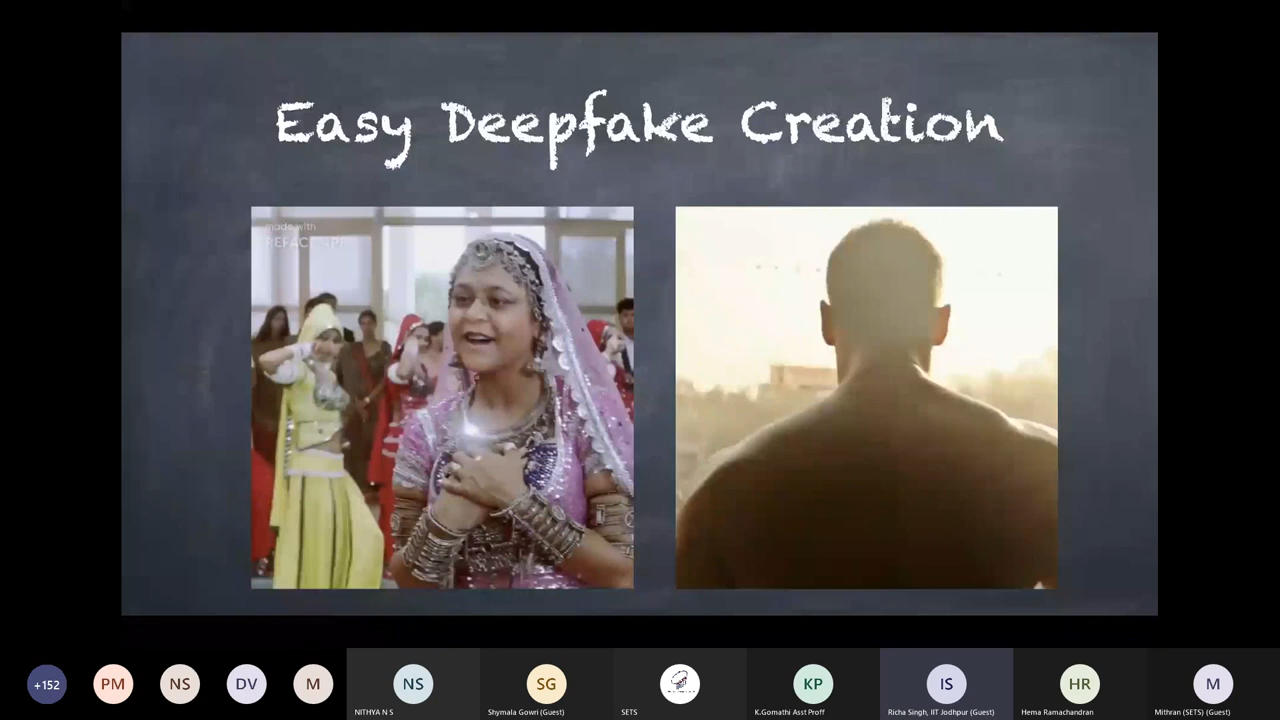 Easy Deepfake Creation
made with
+152
PM
NS
DV
M
NS
SG
KP
IS
HR
M
NITHYA N S
Shymala Gowri (Guest)
SETS
K.Gomathi Asst Proff
Richa Singh, IIT Jodhpur (Guest)
Hema Ramachandran
Mithran (SETS) (Guest)